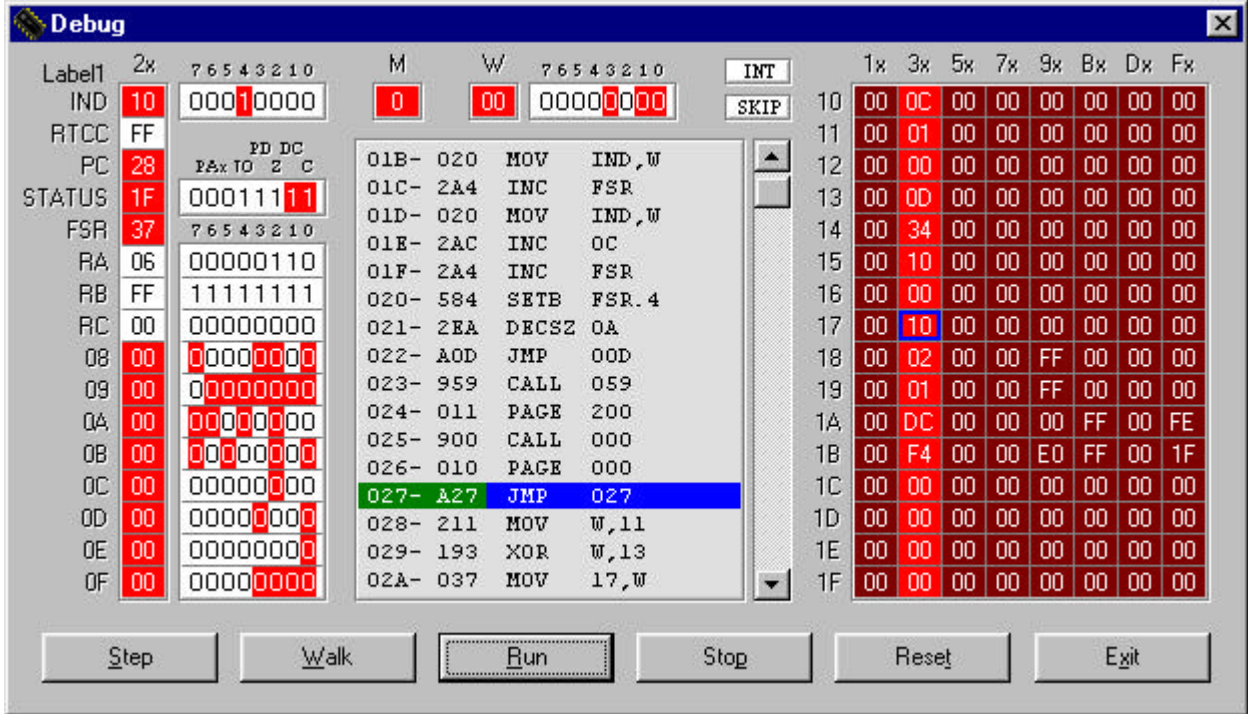 Debug
Label1 2x 7 6 5 4 3 2 1 0 M W 7 6 5 4 3 2 1 0 INT 1x 3x 5x 7x 9x Bx Dx Fx
IND 10 00010000 0 00 00000000 SKIP 10 00 0C 00 00 00 00 00 00
RTCC FF 11 00 01 00 00 00 00 00 00
PD DC
PC 28 PAx TO Z C 01B- 020 MOV IND,W 12 00 00 00 00 00 00 00 00
STATUS 1F 00011111 01C- 2A4 INC FSR 13 00 0D 00 00 00 00 00 00
FSR 37 7 6 5 4 3 2 1 0 01D- 020 MOV IND,W 14 00 34 00 00 00 00 00 00
RA 06 00000110 01E- 2AC INC 0C 15 00 10 00 00 00 00 00 00
01F- 2A4 INC FSR
RB FF 11111111 020- 584 SETB FSR.4 16 00 00 00 00 00 00 00 00
RC 00 00000000 021- 2EA DECSZ 0A 17 00 10 00 00 00 00 00 00
08 00 00000000 022- A0D JMP 00D 18 00 02 00 00 FF 00 00 00
09 00 00000000 023- 959 CALL 059 19 00 01 00 00 FF 00 00 00
0A 00 00000000 024- 011 PAGE 200 1A 00 DC 00 00 00 FF 00 FE
025- 900 CALL 000
0B 00 00000000 026- 010 PAGE 000 1B 00 F4 00 00 E0 FF 00 1F
0C 00 00000000 027- A27 JMP 027 1C 00 00 00 00 00 00 00 00
0D 00 00000000 028- 211 MOV W,11 1D 00 00 00 00 00 00 00 00
0E 00 00000000 029- 193 XOR W,13 1E 00 00 00 00 00 00 00 00
0F 00 00000000 02A- 037 MOV 17,W 1F 00 00 00 00 00 00 00 00
Step Walk Run Stop Reset Exit